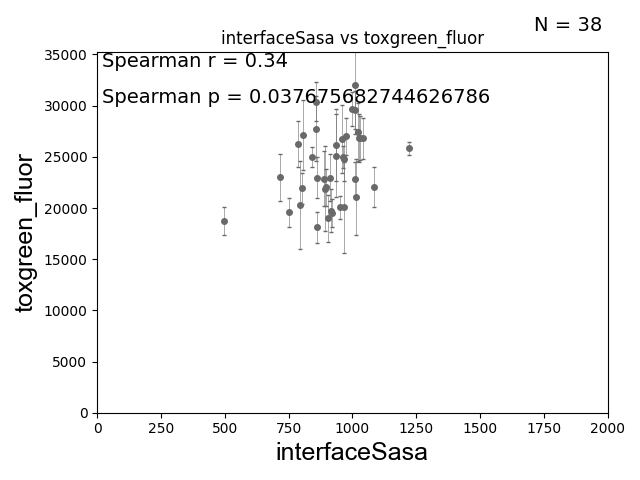 N = 38
interfaceSasa vs toxgreen_fluor
Spearman r = 0.34
Spearman p = 0.037675682744626786
toxgreen_fluor
35000
30000
25000
20000
15000
10000
5000
0
0 250 500 750 1000 1250 1500 1750 2000
interfaceSasa